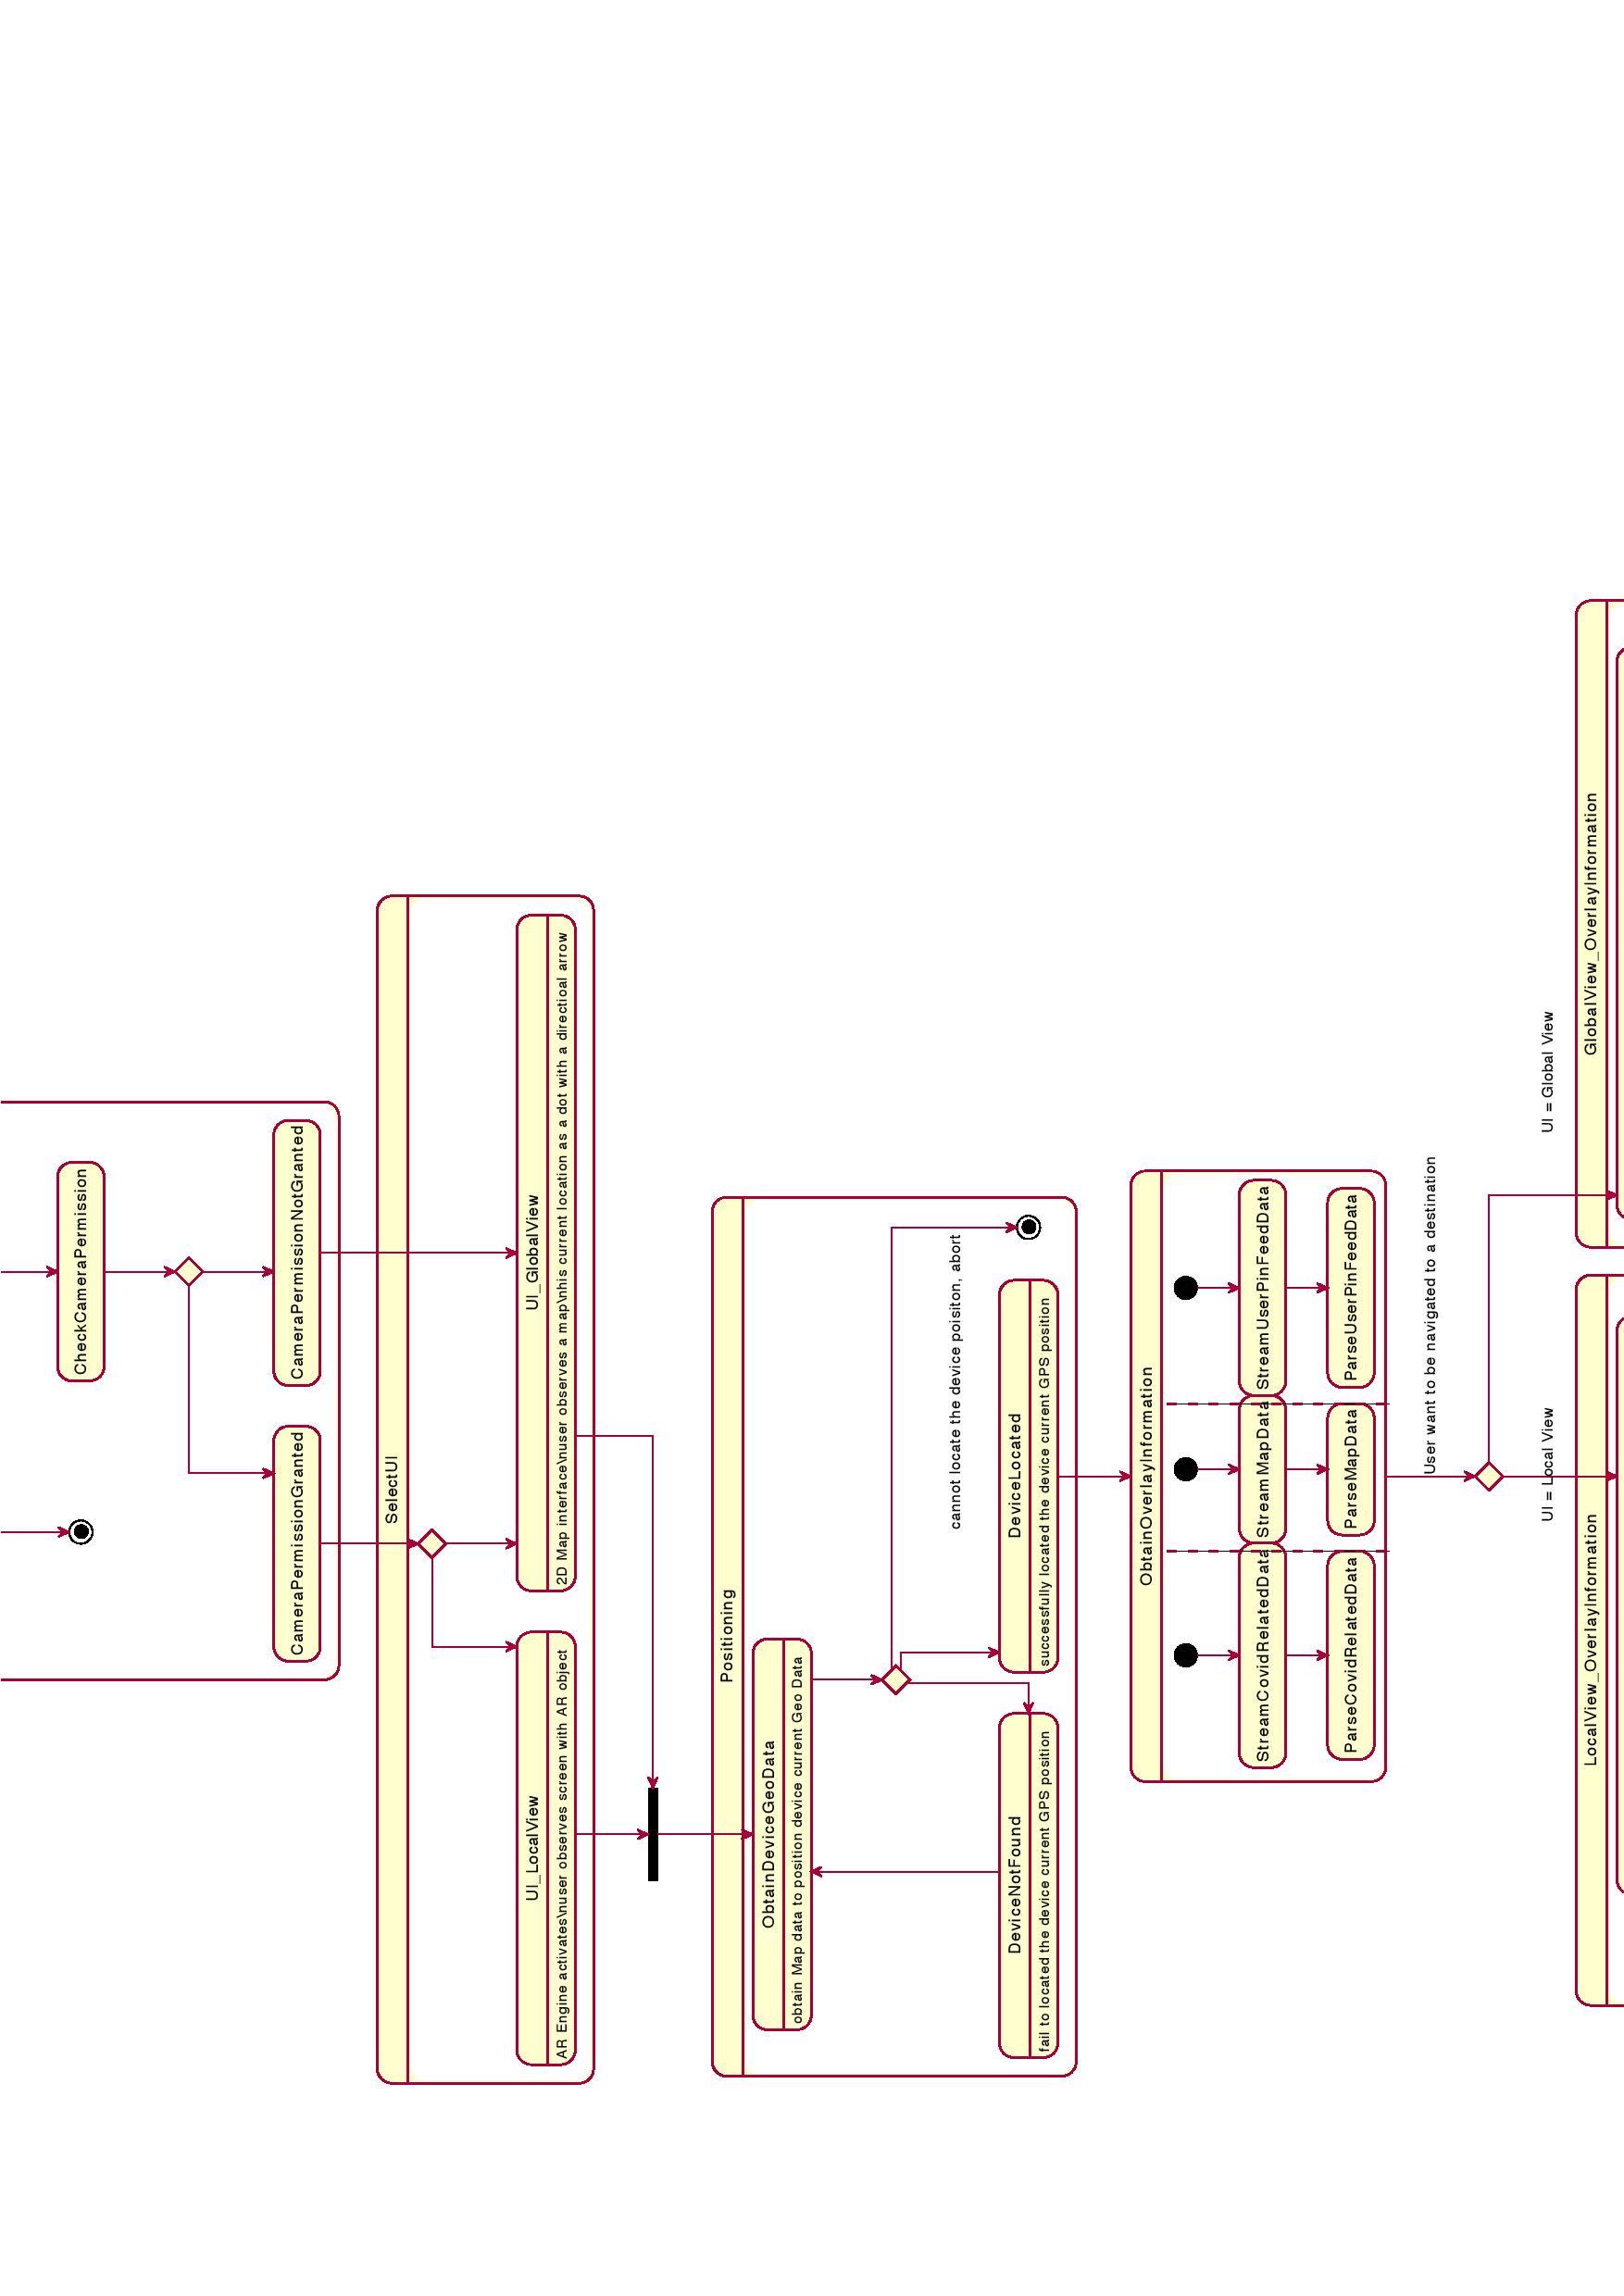 CheckCameraPermission
CameraPermissionGranted
CameraPermissionNotGranted
SelectUI
UI_LocalView
AR Engine activates\nuser observes screen with AR object
UI_GlobalView
2D Map interface\nuser observes a map\nhis current location as a dot with a directioal arrow
Positioning
ObtainDeviceGeoData
obtain Map data to position device current Geo Data
cannot locate the device poisiton, abort
DeviceNotFound
fail to located the device current GPS position
DeviceLocated
successfully located the device current GPS position
ObtainOverlayInformation
StreamCovidRelatedData
StreamMapData
StreamUserPinFeedData
ParseCovidRelatedData
ParseMapData
ParseUserPinFeedData
User want to be navigated to a destination
UI = Local View
UI = Global View
LocalView_OverlayInformation
GlobalView_OverlayInformation